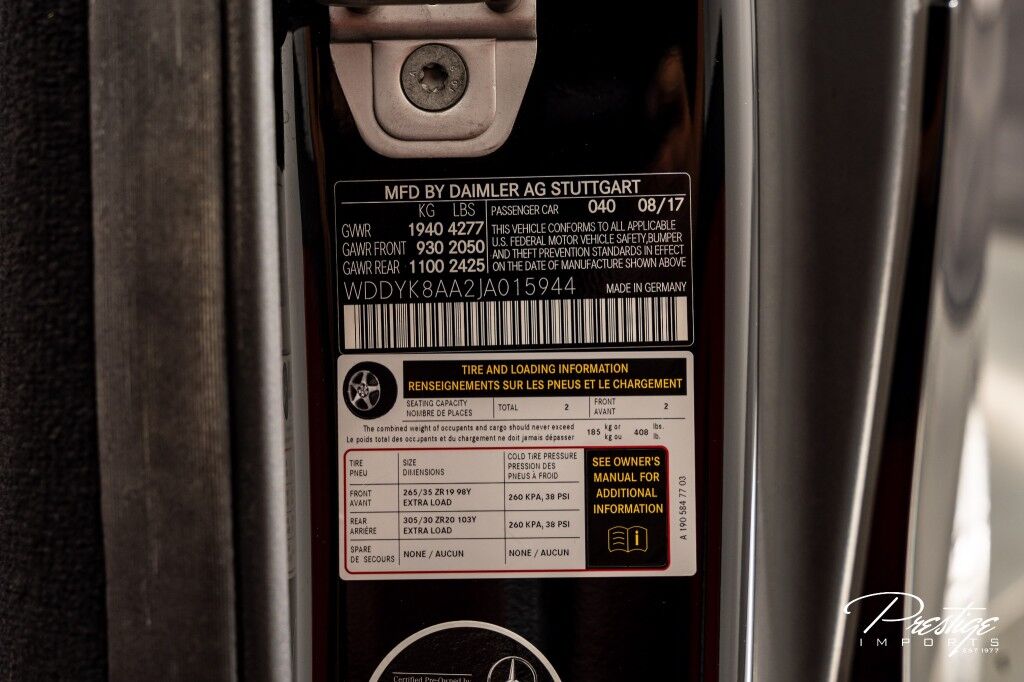 MFD BY DAIMLER AG STUTTGART
KG LBS
GVWR 1940 4277
GAWR FRONT 930 2050
GAWR REAR 1100 2425
PASSENGER CAR 040 08/17
THIS VEHICLE CONFORMS TO ALL APPLICABLE
U.S. FEDERAL MOTOR VEHICLE SAFETY,BUMPER
AND THEFT PREVENTION STANDARDS IN EFFECT
ON THE DATE OF MANUFACTURE SHOWN ABOVE
WDDYK8AA2JA015944 MADE IN GERMANY
TIRE AND LOADING INFORMATION
RENSEIGNEMENTS SUR LES PNEUS ET LE CHARGEMENT
SEATING CAPACITY
NOMBRE DE PLACES
TOTAL 2
FRONT
AVANT
2
The combined weight of occupants and cargo should never exceed
Le poids total des occupants et du chargement ne doit jamais dépasser
185 kg or 408 lbs.
kg ou lb.
TIRE
PNEU
SIZE
DIMENSIONS
COLD TIRE PRESSURE
PRESSION DES
PNEUS À FROID
FRONT
AVANT
265/35 ZR19 98Y
EXTRA LOAD
260 KPA, 38 PSI
REAR
ARRIÈRE
305/30 ZR20 103Y
EXTRA LOAD
260 KPA, 38 PSI
SPARE
DE SECOURS
NONE / AUCUN
NONE / AUCUN
SEE OWNER'S
MANUAL FOR
ADDITIONAL
INFORMATION
A 190 584 77 03
Certified Pre-Owned by
Prestige
IMPORTS
EST 1977